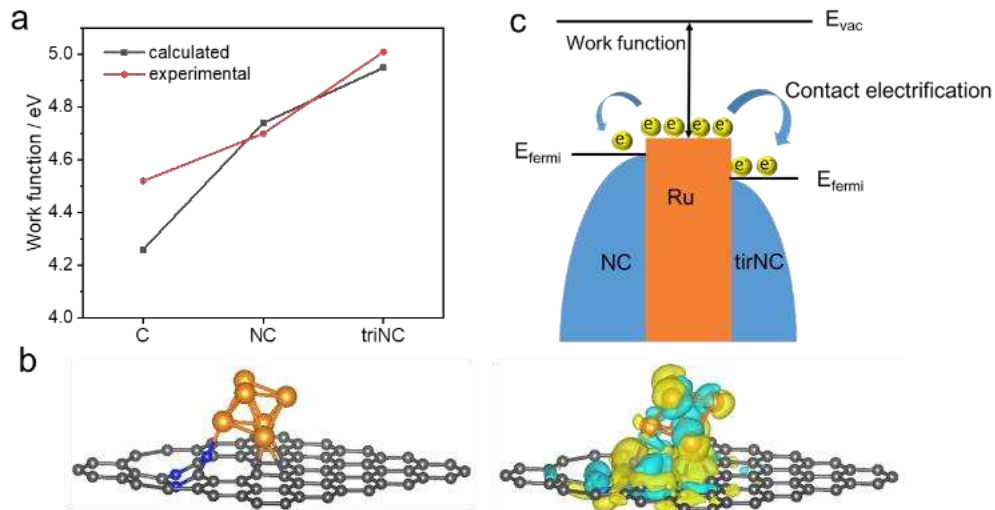 a
calculated
experimental
Work function / eV
5.0
4.8
4.6
4.4
4.2
4.0
C
NC
triNC
b
c
E_vac
Work function
Contact electrification
e⁻
e⁻ e⁻ e⁻ e⁻
e⁻ e⁻
E_fermi
E_fermi
Ru
NC
tirNC